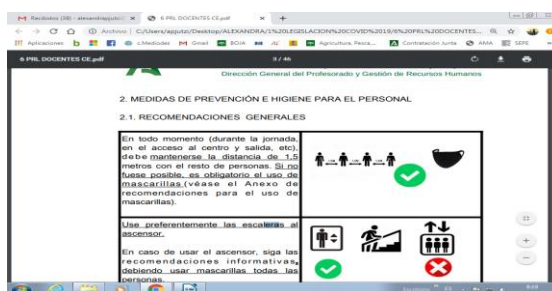 Recibidos (38) - alexandrajjutzi
6 PRL DOCENTES CE.pdf
Archivo | C:/Users/ajjutzi/Desktop/ALEXANDRA/1%20LEGISLACION%20COVID%2019/6%20PRL%20DOCENTES...
Aplicaciones
c.Mediodes
Gmail
BOJA
Agricultura, Pesca...
Contratación Junta
AMA
SEPE
6 PRL DOCENTES CE.pdf
3 / 46
Dirección General del Profesorado y Gestión de Recursos Humanos
2. MEDIDAS DE PREVENCIÓN E HIGIENE PARA EL PERSONAL
2.1. RECOMENDACIONES GENERALES
En todo momento (durante la jornada,
en el acceso al centro y salida, etc),
debe mantenerse la distancia de 1,5
metros con el resto de personas. Si no
fuese posible, es obligatorio el uso de
mascarillas (véase el Anexo de
recomendaciones para el uso de
mascarillas).
Use preferentemente las escaleras al
ascensor.
En caso de usar el ascensor, siga las
recomendaciones informativas,
debiendo usar mascarillas todas las
personas.